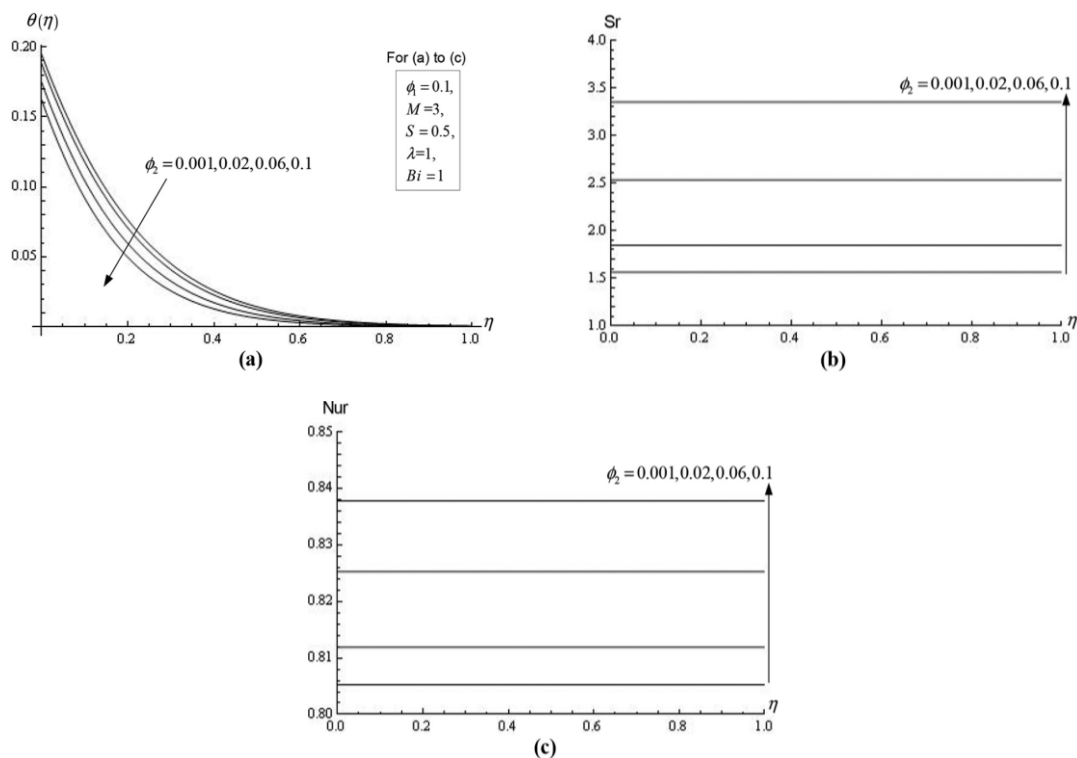 θ(η)
0.20
0.15
0.10
0.05
0.2
0.4
0.6
0.8
1.0
η
ϕ₂ = 0.001, 0.02, 0.06, 0.1
For (a) to (c)
ϕ₁ = 0.1,
M = 3,
S = 0.5,
λ = 1,
Bi = 1
(a)
Sr
4.0
3.5
3.0
2.5
2.0
1.5
1.0
0.0
0.2
0.4
0.6
0.8
1.0
η
ϕ₂ = 0.001, 0.02, 0.06, 0.1
(b)
Nur
0.85
0.84
0.83
0.82
0.81
0.80
0.0
0.2
0.4
0.6
0.8
1.0
η
ϕ₂ = 0.001, 0.02, 0.06, 0.1
(c)